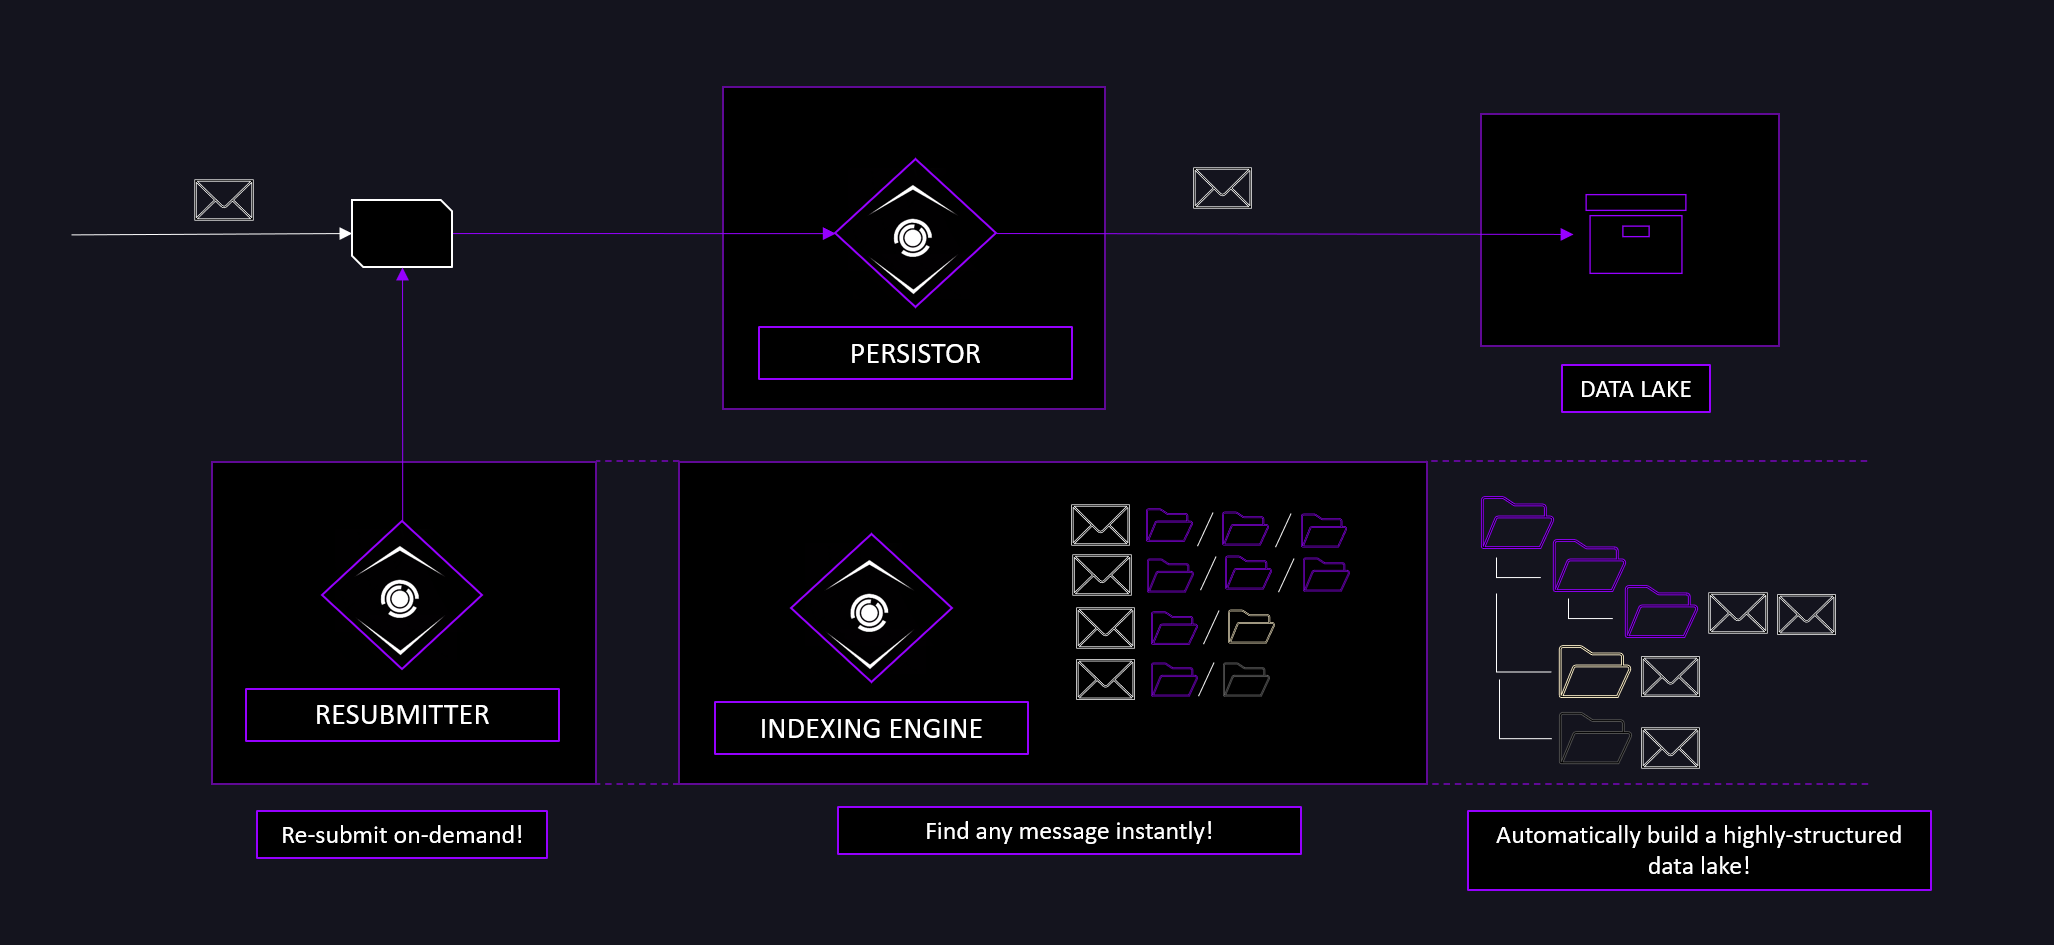 PERSISTOR
DATA LAKE
RESUBMITTER
INDEXING ENGINE
Re-submit on-demand!
Find any message instantly!
Automatically build a highly-structured
data lake!